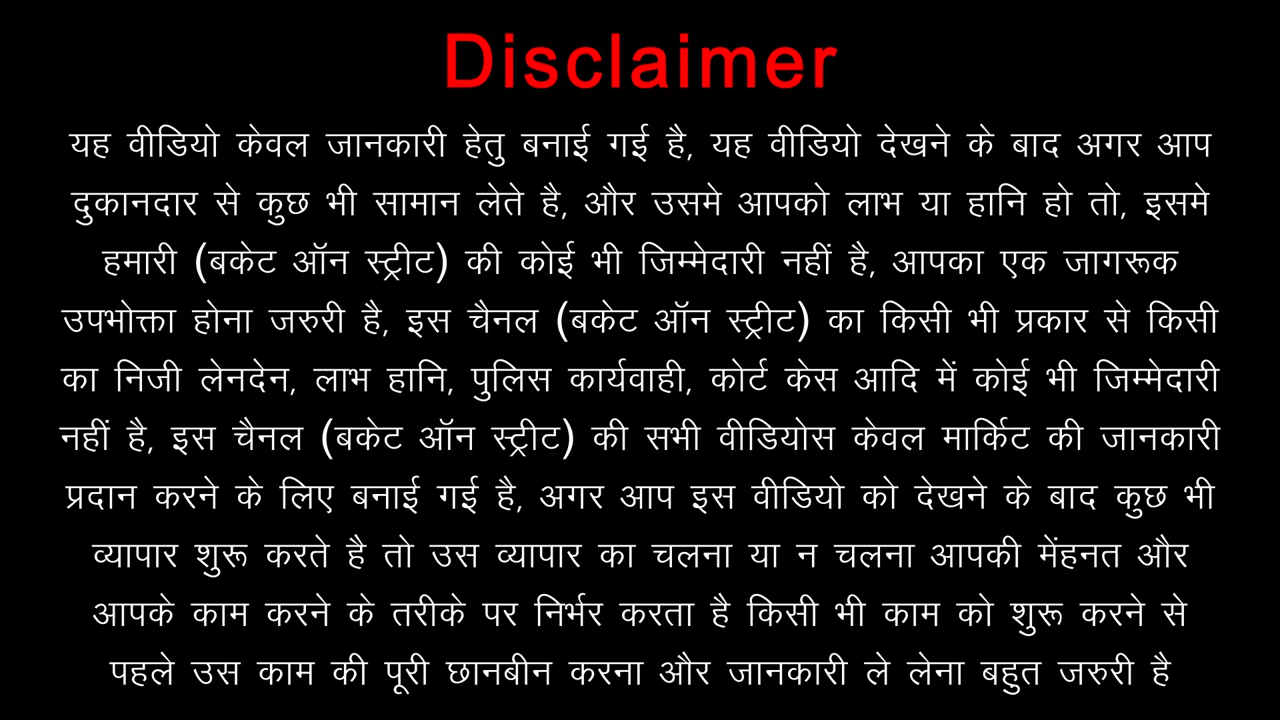 Disclaimer
यह वीडियो केवल जानकारी हेतु बनाई गई है, यह वीडियो देखने के बाद अगर आप
दुकानदार से कुछ भी सामान लेते है, और उसमे आपको लाभ या हानि हो तो, इसमे
हमारी (बकेट ऑन स्ट्रीट) की कोई भी जिम्मेदारी नहीं है, आपका एक जागरूक
उपभोक्ता होना जरुरी है, इस चैनल (बकेट ऑन स्ट्रीट) का किसी भी प्रकार से किसी
का निजी लेनदेन, लाभ हानि, पुलिस कार्यवाही, कोर्ट केस आदि में कोई भी जिम्मेदारी
नहीं है, इस चैनल (बकेट ऑन स्ट्रीट) की सभी वीडियोस केवल मार्किट की जानकारी
प्रदान करने के लिए बनाई गई है, अगर आप इस वीडियो को देखने के बाद कुछ भी
व्यापार शुरू करते है तो उस व्यापार का चलना या न चलना आपकी मेंहनत और
आपके काम करने के तरीके पर निर्भर करता है किसी भी काम को शुरू करने से
पहले उस काम की पूरी छानबीन करना और जानकारी ले लेना बहुत जरुरी है